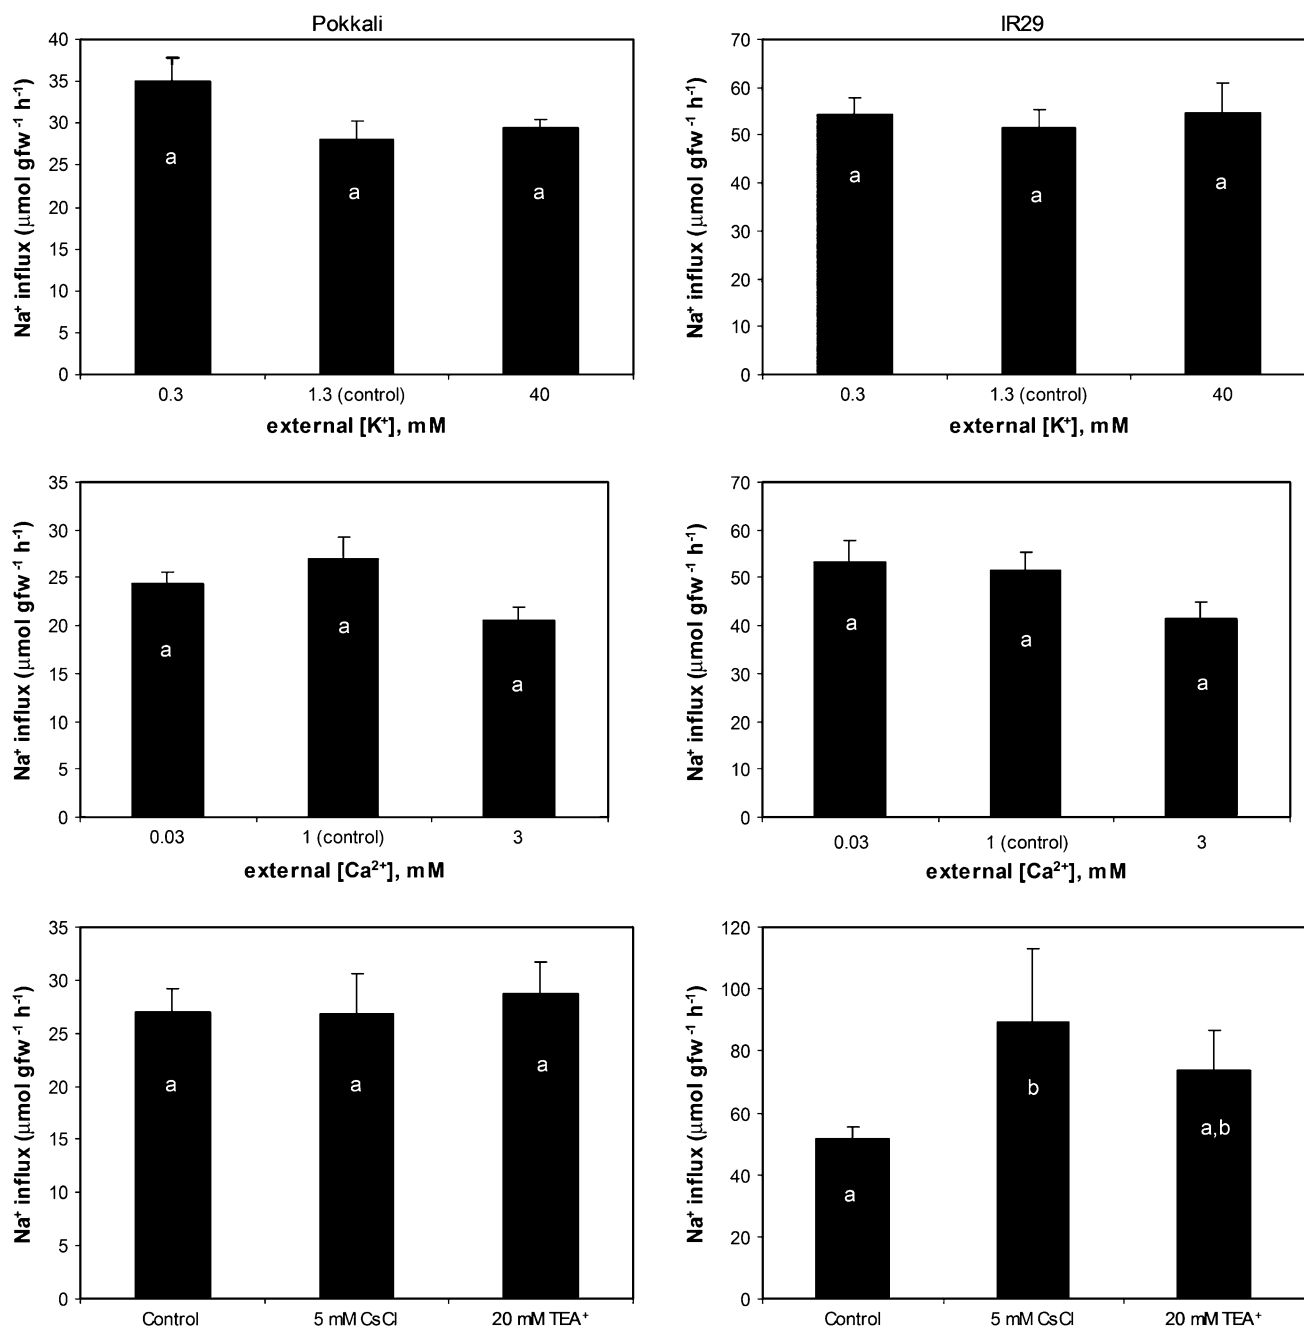 Pokkali
Na⁺ influx (μmol gfw⁻¹ h⁻¹)
40
35
30
25
20
15
10
5
0
a
a
a
0.3
1.3 (control)
40
external [K⁺], mM
IR29
Na⁺ influx (μmol gfw⁻¹ h⁻¹)
70
60
50
40
30
20
10
0
a
a
a
0.3
1.3 (control)
40
external [K⁺], mM
Na⁺ influx (μmol gfw⁻¹ h⁻¹)
35
30
25
20
15
10
5
0
a
a
a
0.03
1 (control)
3
external [Ca²⁺], mM
Na⁺ influx (μmol gfw⁻¹ h⁻¹)
70
60
50
40
30
20
10
0
a
a
a
0.03
1 (control)
3
external [Ca²⁺], mM
Na⁺ influx (μmol gfw⁻¹ h⁻¹)
35
30
25
20
15
10
5
0
a
a
a
Control
5 mM CsCl
20 mM TEA⁺
Na⁺ influx (μmol gfw⁻¹ h⁻¹)
120
100
80
60
40
20
0
a
b
a,b
Control
5 mM CsCl
20 mM TEA⁺